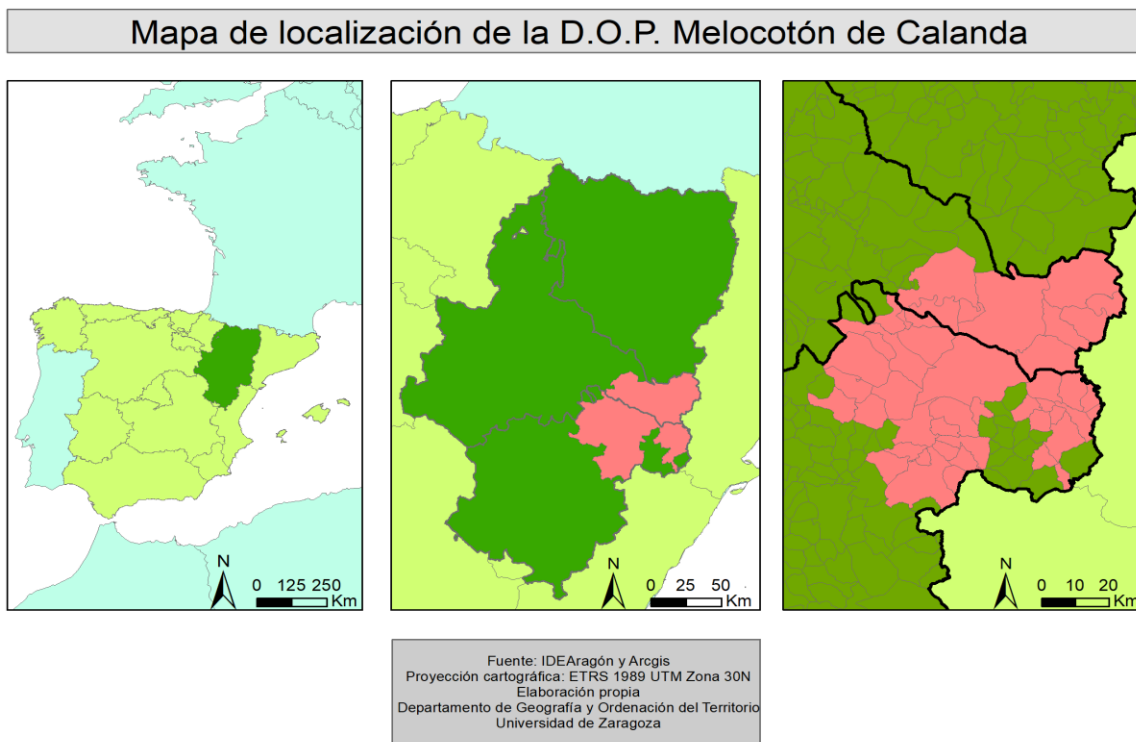 Mapa de localización de la D.O.P. Melocotón de Calanda
N
0 125 250
Km
N
0 25 50
Km
N
0 10 20
Km
Fuente: IDEAragón y Arcgis
Proyección cartográfica: ETRS 1989 UTM Zona 30N
Elaboración propia
Departamento de Geografía y Ordenación del Territorio
Universidad de Zaragoza